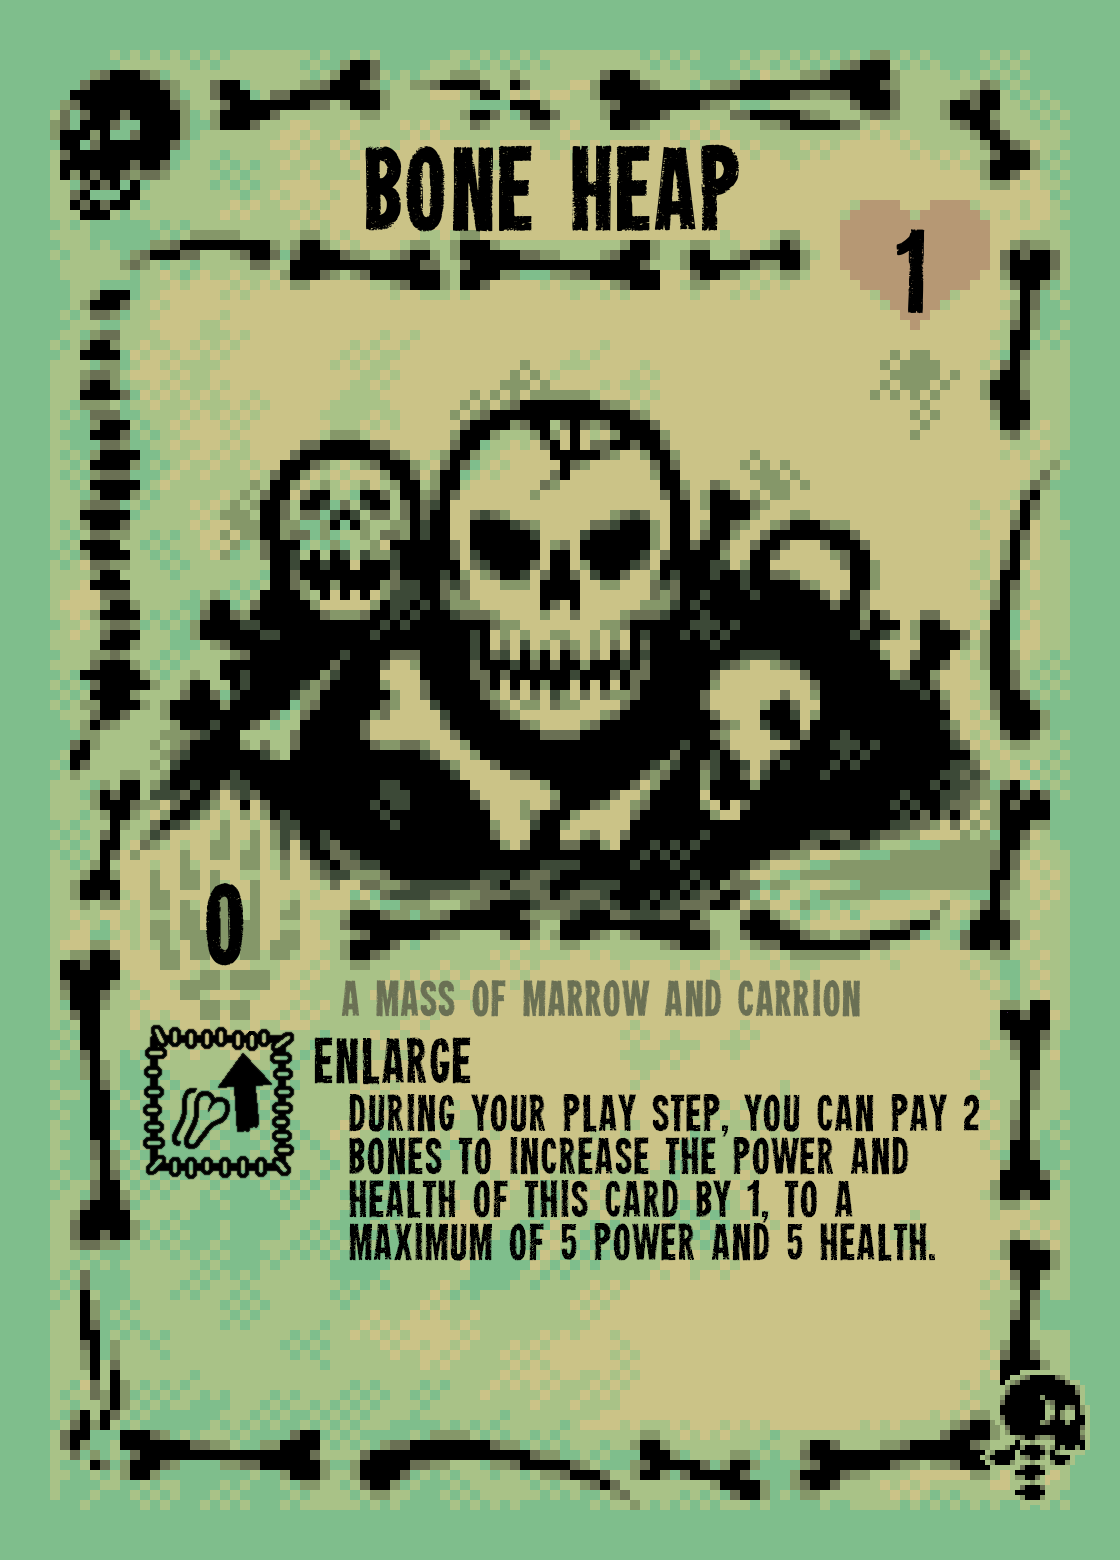 BONE HEAP
1
0
A MASS OF MARROW AND CARRION
ENLARGE
DURING YOUR PLAY STEP, YOU CAN PAY 2
BONES TO INCREASE THE POWER AND
HEALTH OF THIS CARD BY 1, TO A
MAXIMUM OF 5 POWER AND 5 HEALTH.